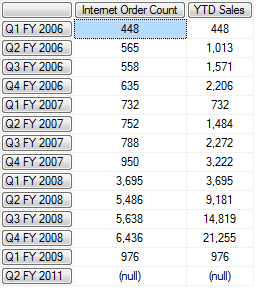 Internet Order Count YTD Sales
Q1 FY 2006 448 448
Q2 FY 2006 565 1,013
Q3 FY 2006 558 1,571
Q4 FY 2006 635 2,206
Q1 FY 2007 732 732
Q2 FY 2007 752 1,484
Q3 FY 2007 788 2,272
Q4 FY 2007 950 3,222
Q1 FY 2008 3,695 3,695
Q2 FY 2008 5,486 9,181
Q3 FY 2008 5,638 14,819
Q4 FY 2008 6,436 21,255
Q1 FY 2009 976 976
Q2 FY 2011 (null) (null)